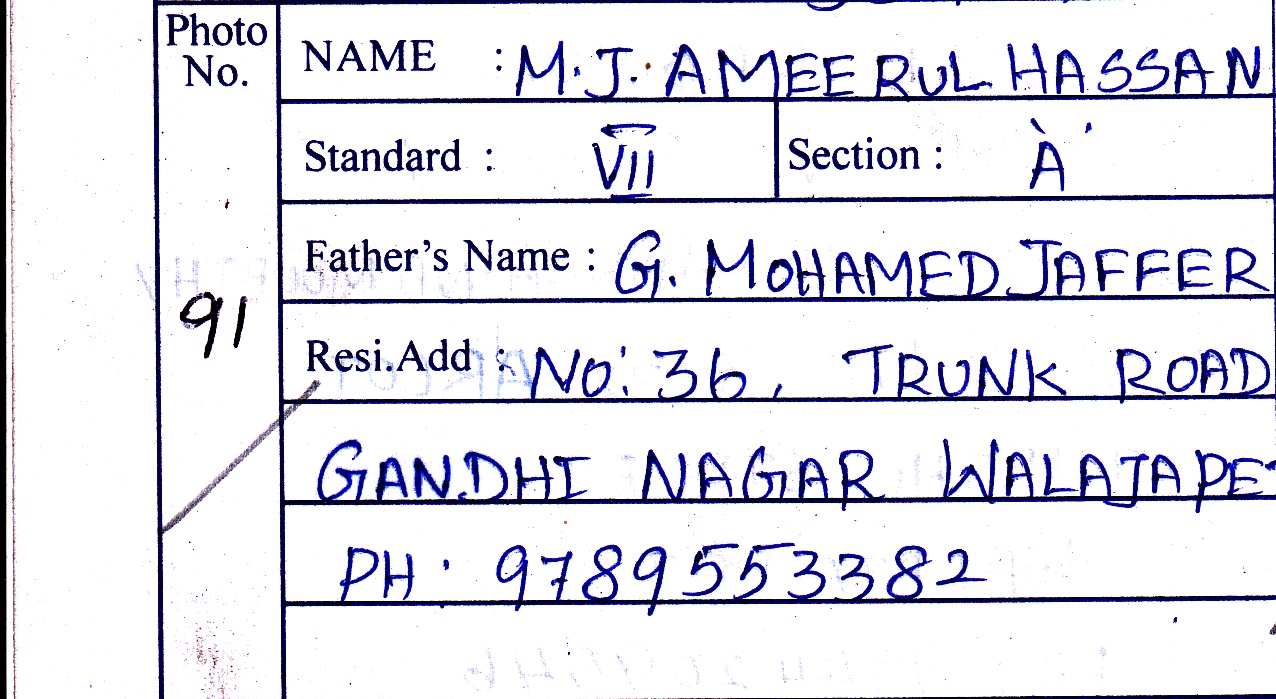 Photo No.
NAME : M.J. AMEERUL HASSAN
Standard : VII Section : 'A'
Father's Name : G. MOHAMED JAFFER
91
Resi.Add : NO: 36, TRUNK ROAD
GANDHI NAGAR WALAJAPE
PH: 9789553382